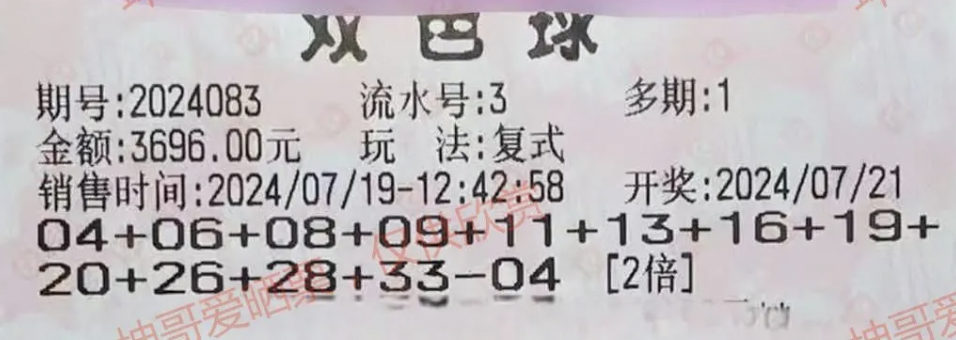 双色球
期号:2024083 流水号:3 多期:1
金额:3696.00元 玩 法:复式
销售时间:2024/07/19-12:42:58 开奖:2024/07/21
04+06+08+09+11+13+16+19+
20+26+28+33-04 [2倍]
仅供欣赏
坤哥爱晒票
坤哥爱